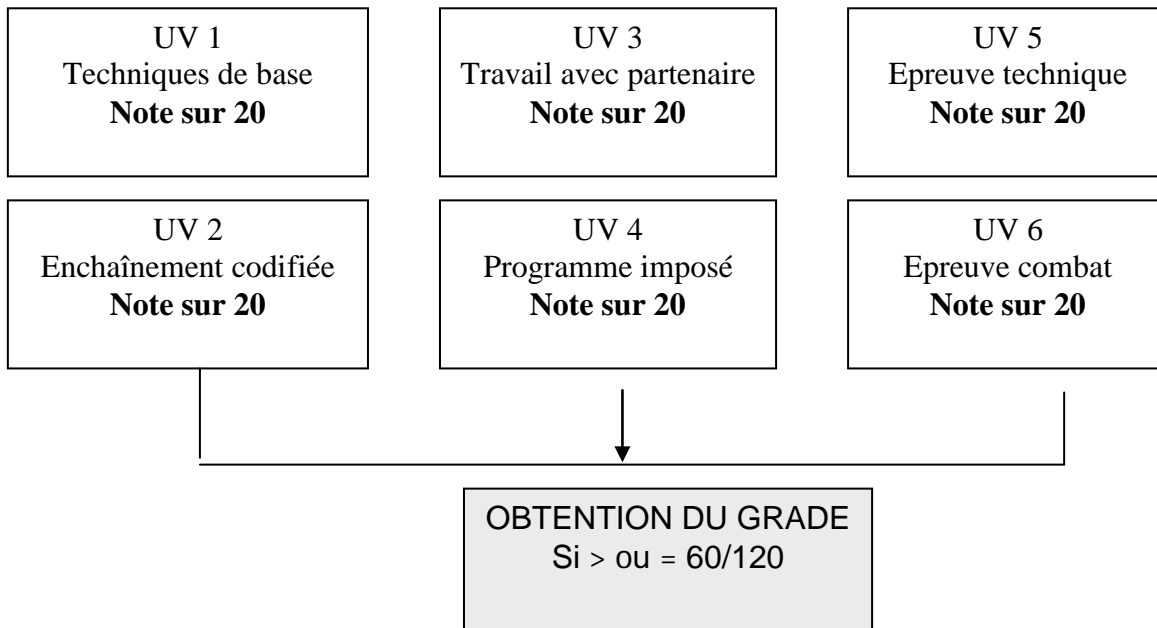 UV 1
Techniques de base
Note sur 20
UV 3
Travail avec partenaire
Note sur 20
UV 5
Epreuve technique
Note sur 20
UV 2
Enchaînement codifiée
Note sur 20
UV 4
Programme imposé
Note sur 20
UV 6
Epreuve combat
Note sur 20
OBTENTION DU GRADE
Si > ou = 60/120